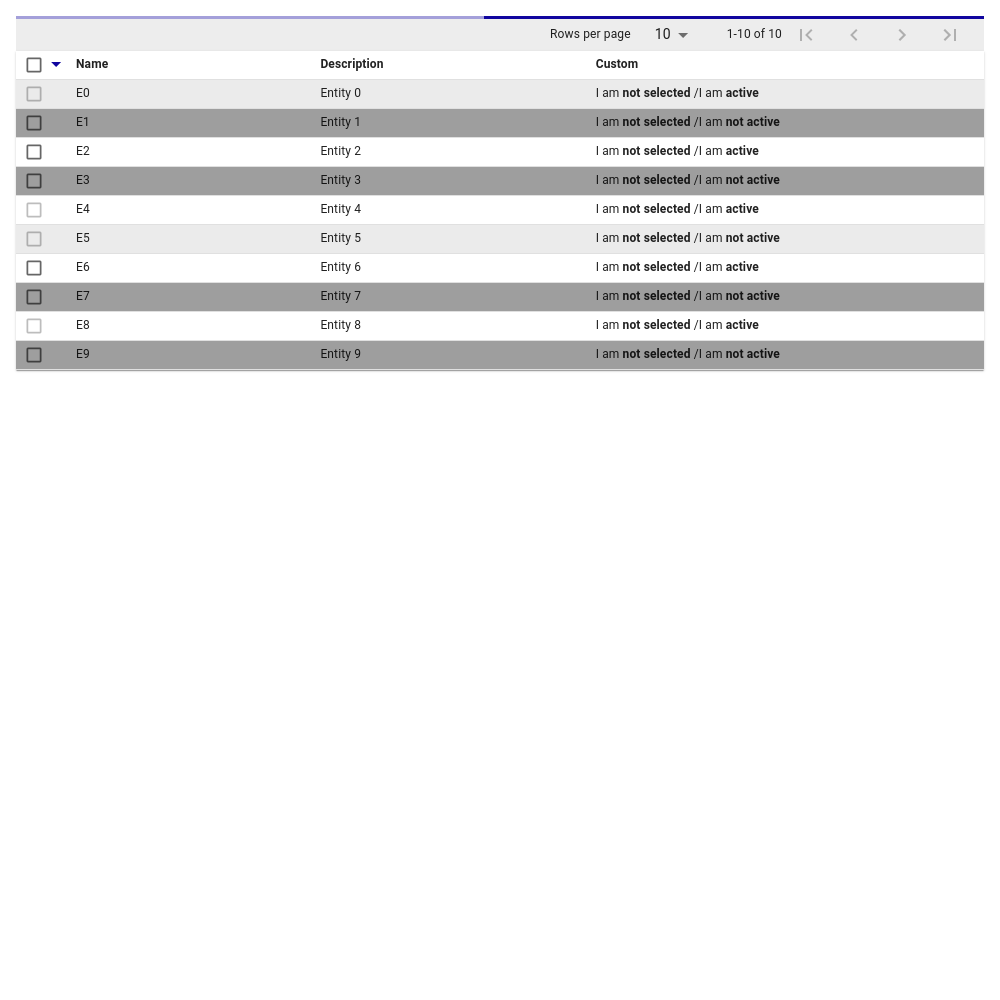 Rows per page 10 1-10 of 10
Name Description Custom
E0 Entity 0 I am not selected /I am active
E1 Entity 1 I am not selected /I am not active
E2 Entity 2 I am not selected /I am active
E3 Entity 3 I am not selected /I am not active
E4 Entity 4 I am not selected /I am active
E5 Entity 5 I am not selected /I am not active
E6 Entity 6 I am not selected /I am active
E7 Entity 7 I am not selected /I am not active
E8 Entity 8 I am not selected /I am active
E9 Entity 9 I am not selected /I am not active